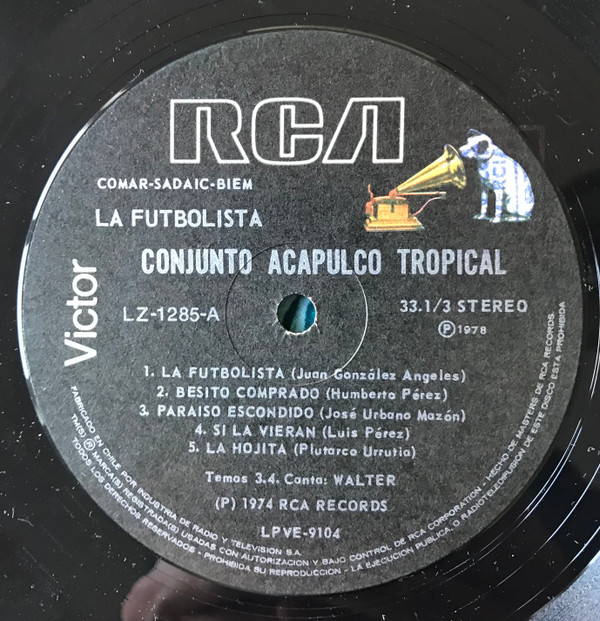 RCA
COMAR-SADAIC-BIEM
LA FUTBOLISTA
CONJUNTO ACAPULCO TROPICAL
Victor
LZ-1285-A
33.1/3 STEREO
Ⓟ1978
1. LA FUTBOLISTA (Juan González Angeles)
2. BESITO COMPRADO (Humberto Pérez)
3. PARAISO ESCONDIDO (José Urbano Mazón)
4. SI LA VIERAN (Luis Pérez)
5. LA HOJITA (Plutarco Urrutia)
Temas 3.4. Canta: WALTER
(P) 1974 RCA RECORDS
LPVE-9104
FABRICADO EN CHILE POR INDUSTRIA DE RADIO Y TELEVISION S.A.
TM(S) ® MARCA(S) REGISTRADA(S) USADAS CON AUTORIZACION Y BAJO CONTROL DE RCA CORPORATION - HECHO DE MASTERS DE RCA RECORDS.
TODOS LOS DERECHOS RESERVADOS - PROHIBIDA SU REPRODUCCION - LA EJECUCION PUBLICA, O RADIOTELEDIFUSION DE ESTE DISCO ESTA PROHIBIDA